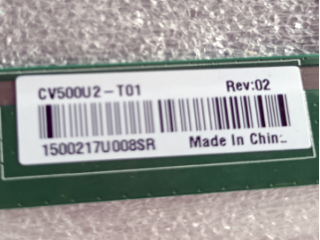 CV500U2-T01 Rev:02
1500217U008SR Made In Chin